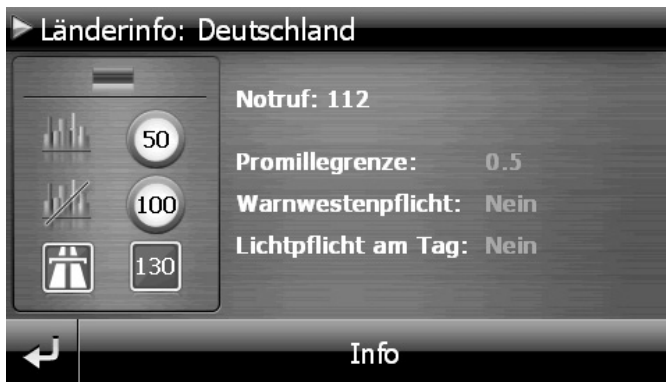 Länderinfo: Deutschland
50
100
130
Notruf: 112
Promillegrenze: 0.5
Warnwestenpflicht: Nein
Lichtpflicht am Tag: Nein
Info